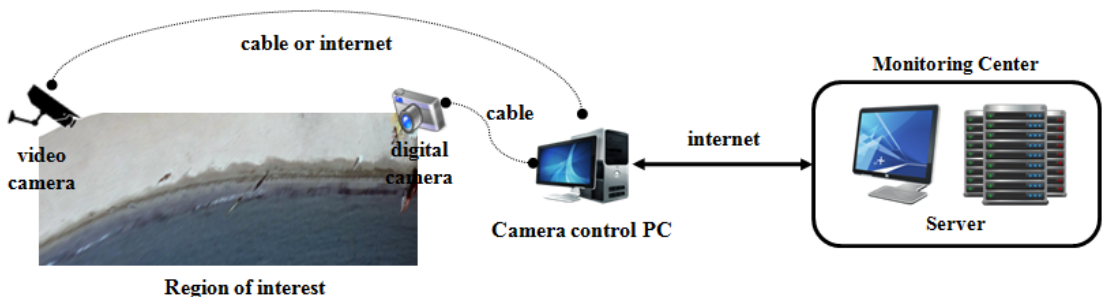 cable or internet
video
camera
digital
camera
cable
Region of interest
Camera control PC
internet
Monitoring Center
Server